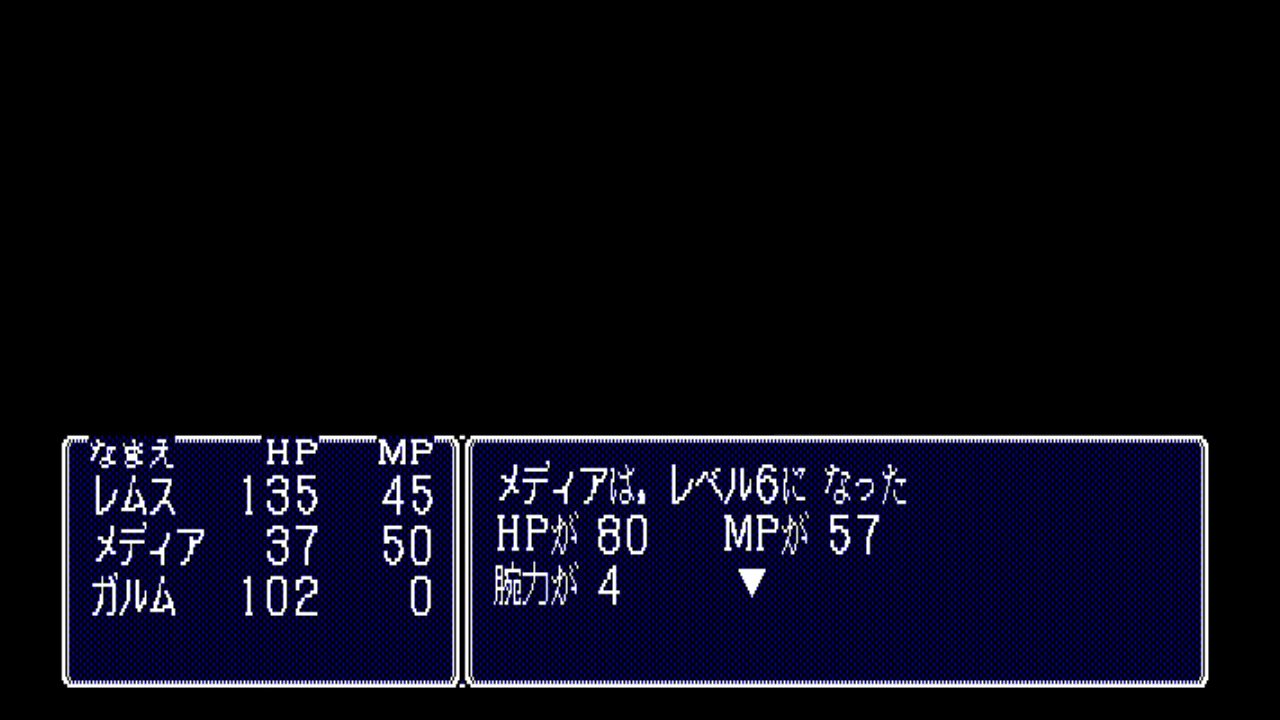 なまえ HP MP
レムス 135 45
メディア 37 50
ガルム 102 0
メディアは、レベル6に なった
HPが 80 MPが 57
腕力が 4 ▼